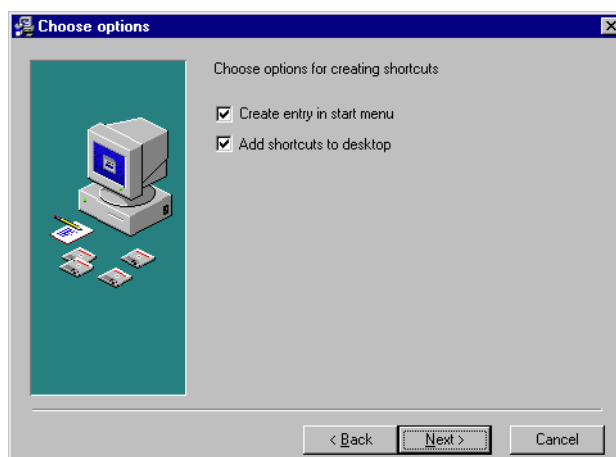 Choose options
Choose options for creating shortcuts
Create entry in start menu
Add shortcuts to desktop
< Back
Next >
Cancel